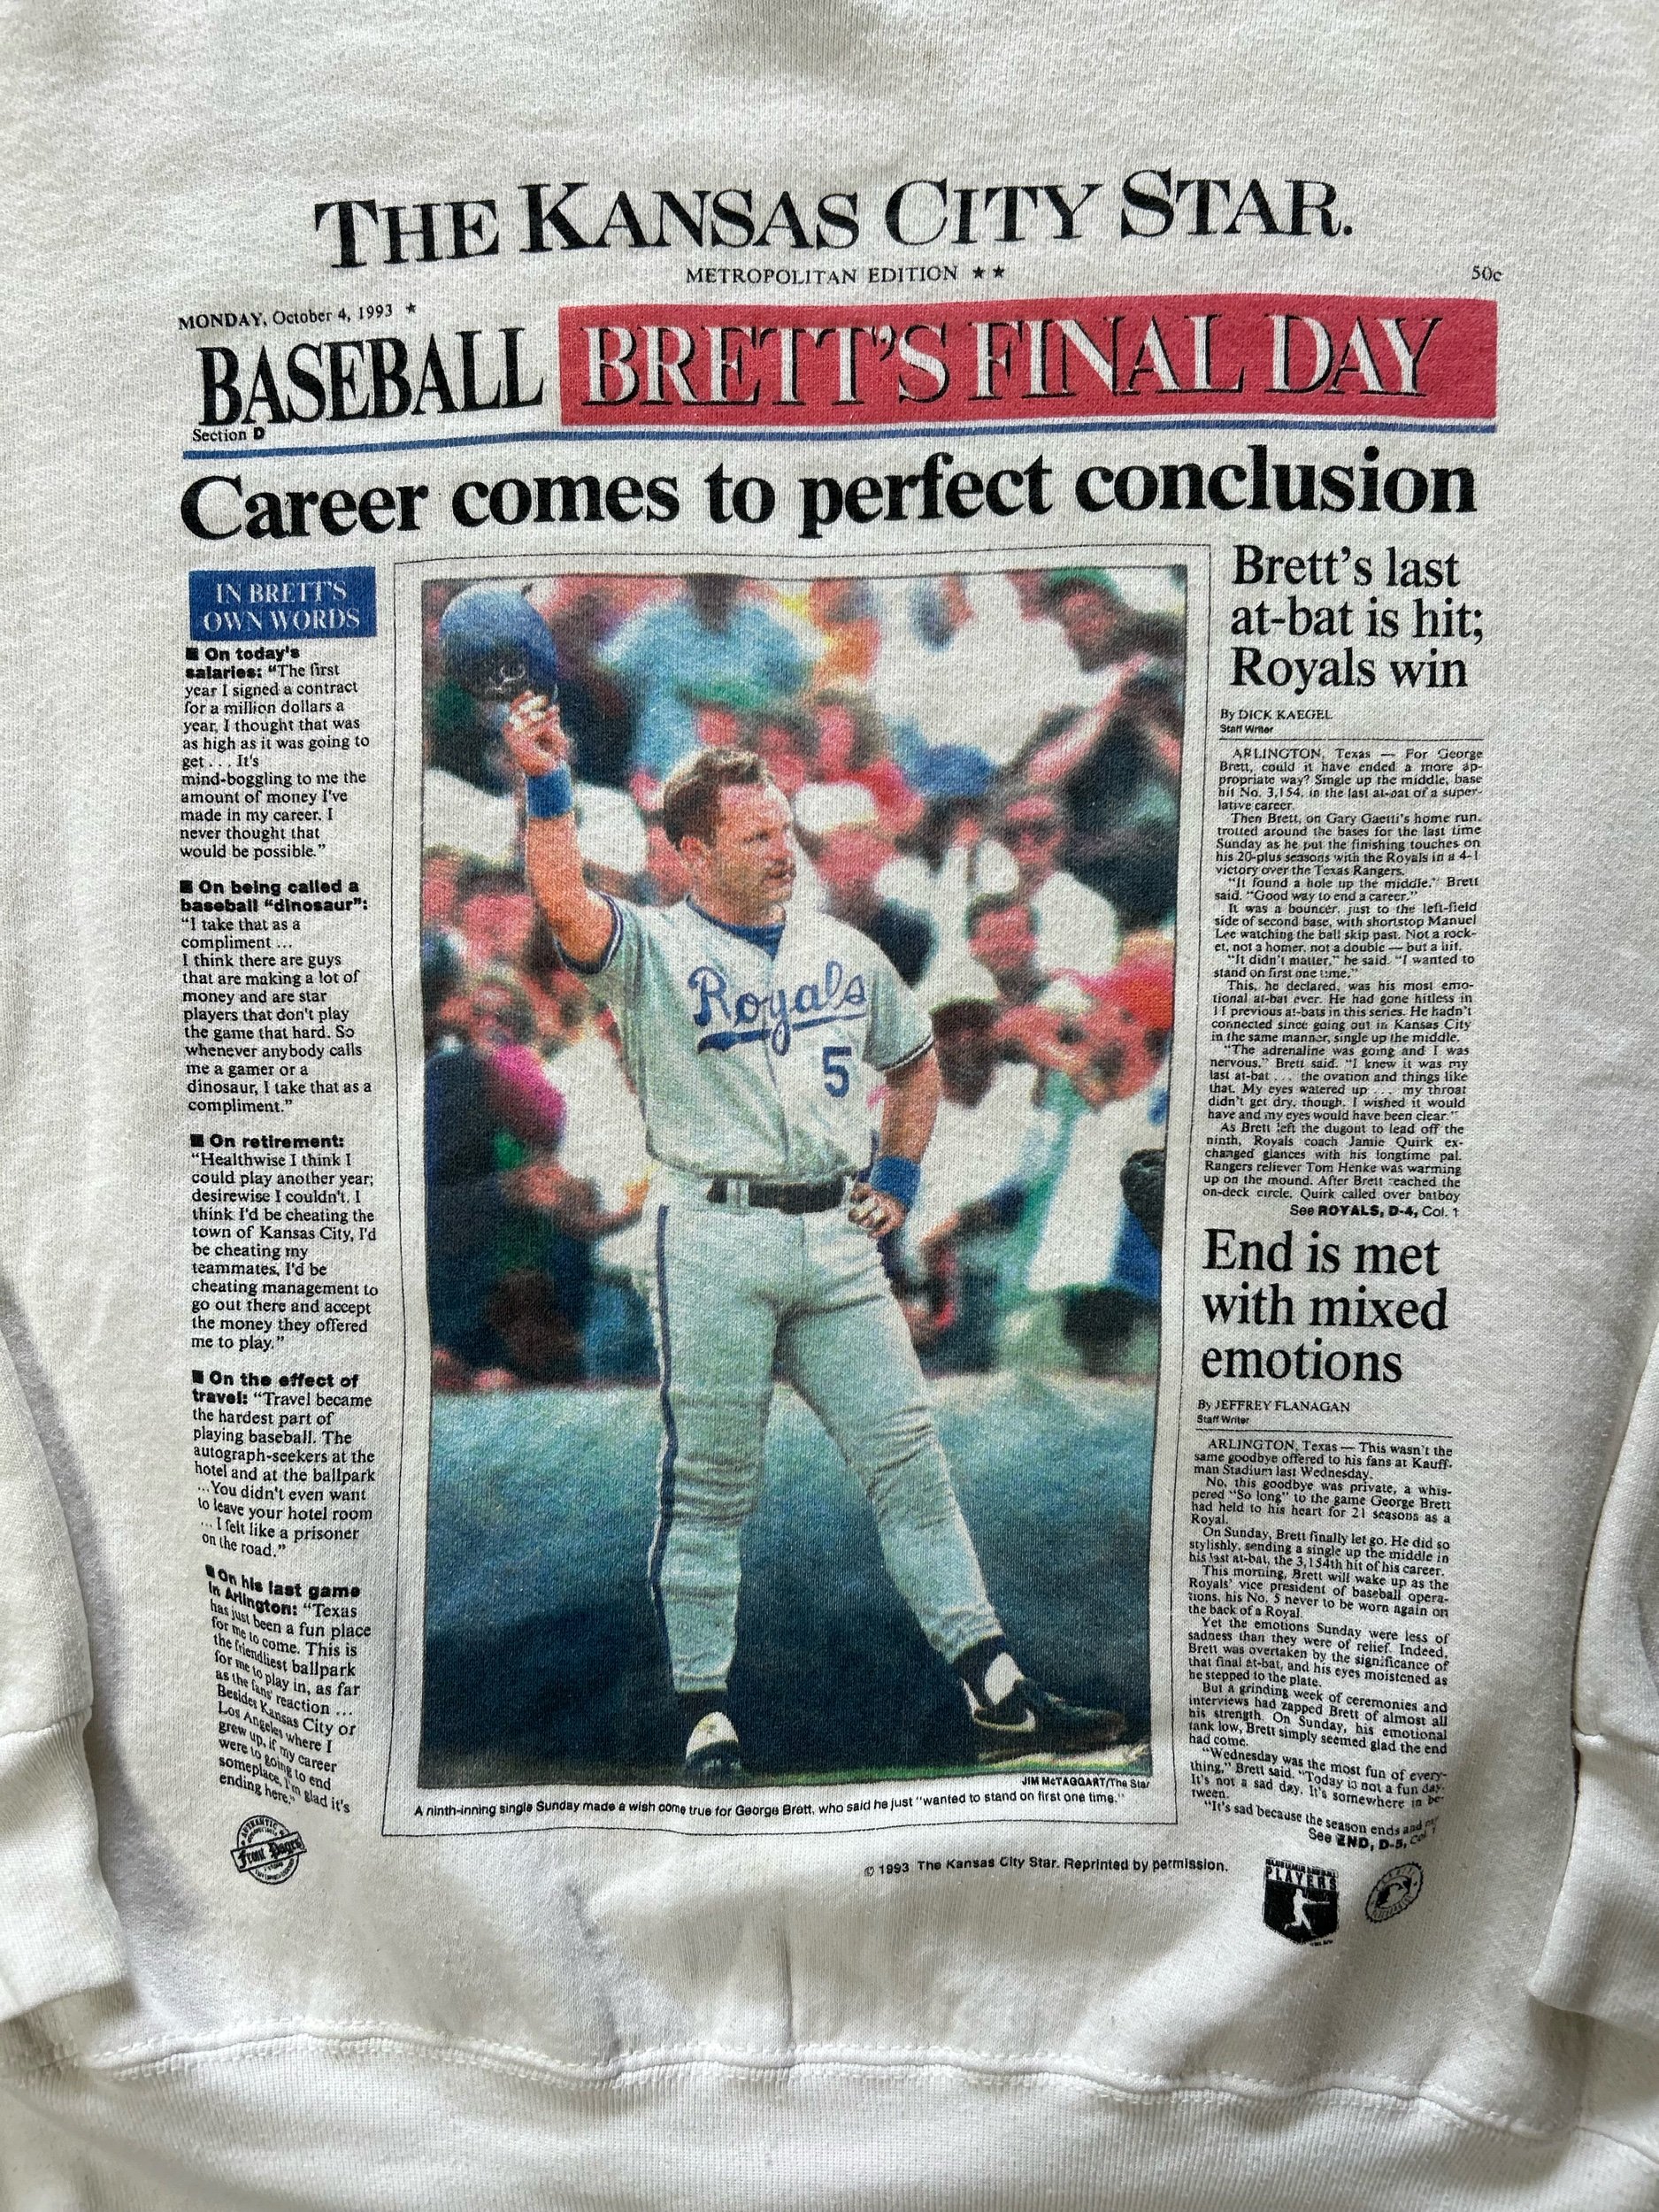 THE KANSAS CITY STAR.
METROPOLITAN EDITION ★★
50c
MONDAY, October 4, 1993 ★
BASEBALL
BRETT'S FINAL DAY
Section D
Career comes to perfect conclusion
IN BRETT'S
OWN WORDS
■ On today's
salaries: “The first
year I signed a contract
for a million dollars a
year, I thought that was
as high as it was going to
get . . . It's
mind-boggling to me the
amount of money I've
made in my career. I
never thought that
would be possible.”
■ On being called a
baseball “dinosaur”:
“I take that as a
compliment ...
I think there are guys
that are making a lot of
money and are star
players that don't play
the game that hard. So
whenever anybody calls
me a gamer or a
dinosaur, I take that as a
compliment.”
■ On retirement:
“Healthwise I think I
could play another year;
desirewise I couldn't. I
think I'd be cheating the
town of Kansas City, I'd
be cheating my
teammates, I'd be
cheating management to
go out there and accept
the money they offered
me to play.”
■ On the effect of
travel: “Travel became
the hardest part of
playing baseball. The
autograph-seekers at the
hotel and at the ballpark
...You didn't even want
to leave your hotel room
... I felt like a prisoner
on the road.”
■ On his last game
in Arlington: “Texas
has just been a fun place
for me to come. This is
the friendliest ballpark
for me to play in, as far
as the fans' reaction ...
Besides Kansas City or
Los Angeles where I
grew up, if my career
were to going to end
someplace, I'm glad it's
ending here.”
Royals
5
JIM McTAGGART/The Star
A ninth-inning single Sunday made a wish come true for George Brett, who said he just “wanted to stand on first one time.”
Brett's last
at-bat is hit;
Royals win
By DICK KAEGEL
Staff Writer
ARLINGTON, Texas — For George
Brett, could it have ended a more ap-
propriate way? Single up the middle, base
hit No. 3,154, in the last at-bat of a super-
lative career.
Then Brett, on Gary Gaetti's home run,
trotted around the bases for the last time
Sunday as he put the finishing touches on
his 20-plus seasons with the Royals in a 4-1
victory over the Texas Rangers.
“It found a hole up the middle,” Brett
said. “Good way to end a career.”
It was a bouncer, just to the left-field
side of second base, with shortstop Manuel
Lee watching the ball skip past. Not a rock-
et, not a homer, not a double — but a hit.
“It didn't matter,” he said. “I wanted to
stand on first one time.”
This, he declared, was his most emo-
tional at-bat ever. He had gone hitless in
11 previous at-bats in this series. He hadn't
connected since going out in Kansas City
in the same manner, single up the middle.
“The adrenaline was going and I was
nervous,” Brett said. “I knew it was my
last at-bat . . . the ovation and things like
that. My eyes watered up . . . my throat
didn't get dry, though. I wished it would
have and my eyes would have been clear.”
As Brett left the dugout to lead off the
ninth, Royals coach Jamie Quirk ex-
changed glances with his longtime pal.
Rangers reliever Tom Henke was warming
up on the mound. After Brett reached the
on-deck circle, Quirk called over batboy
See ROYALS, D-4, Col. 1
End is met
with mixed
emotions
By JEFFREY FLANAGAN
Staff Writer
ARLINGTON, Texas — This wasn't the
same goodbye offered to his fans at Kauff-
man Stadium last Wednesday.
No, this goodbye was private, a whis-
pered “So long” to the game George Brett
had held to his heart for 21 seasons as a
Royal.
On Sunday, Brett finally let go. He did so
stylishly, sending a single up the middle in
his last at-bat, the 3,154th hit of his career.
This morning, Brett will wake up as the
Royals' vice president of baseball opera-
tions, his No. 5 never to be worn again on
the back of a Royal.
Yet the emotions Sunday were less of
sadness than they were of relief. Indeed,
Brett was overtaken by the significance of
that final at-bat, and his eyes moistened as
he stepped to the plate.
But a grinding week of ceremonies and
interviews had zapped Brett of almost all
his strength. On Sunday, his emotional
tank low, Brett simply seemed glad the end
had come.
“Wednesday was the most fun of every-
thing,” Brett said. “Today is not a fun day.
It's not a sad day. It's somewhere in be-
tween.
“It's sad because the season ends and
See END, D-5, Col. 1
AUTHENTIC
Front Pages
© 1993 The Kansas City Star. Reprinted by permission.
PLAYERS